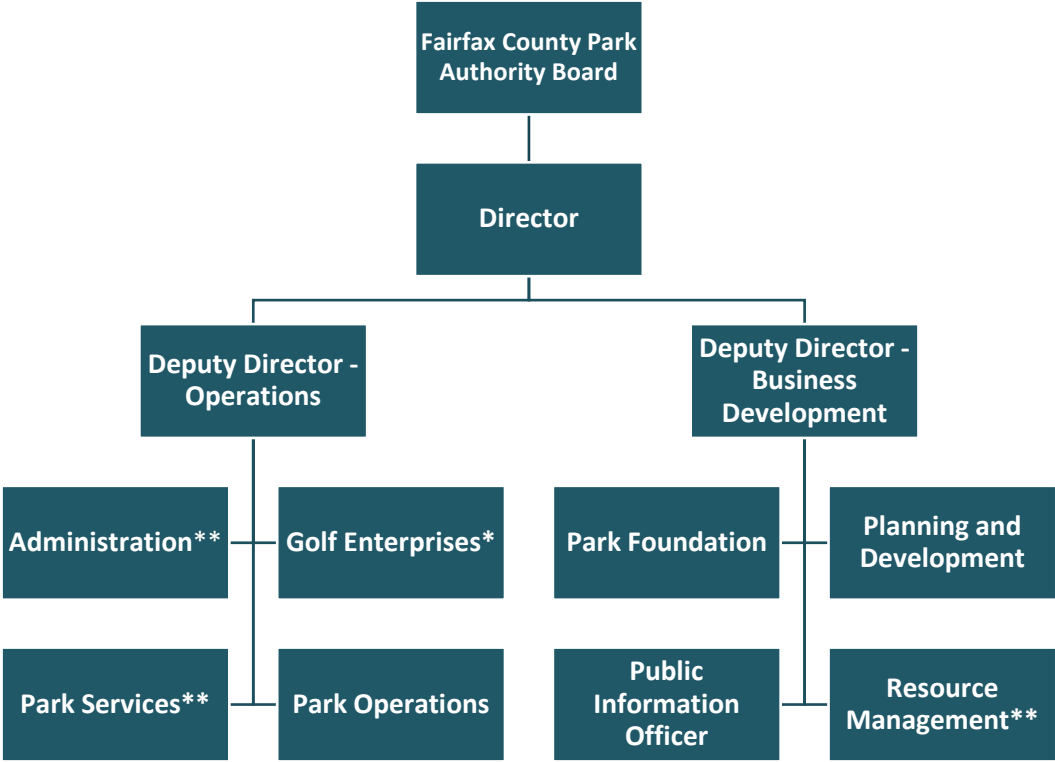 Fairfax County Park
Authority Board
Director
Deputy Director -
Operations
Deputy Director -
Business
Development
Administration**
Golf Enterprises*
Park Foundation
Planning and
Development
Park Services**
Park Operations
Public
Information
Officer
Resource
Management**